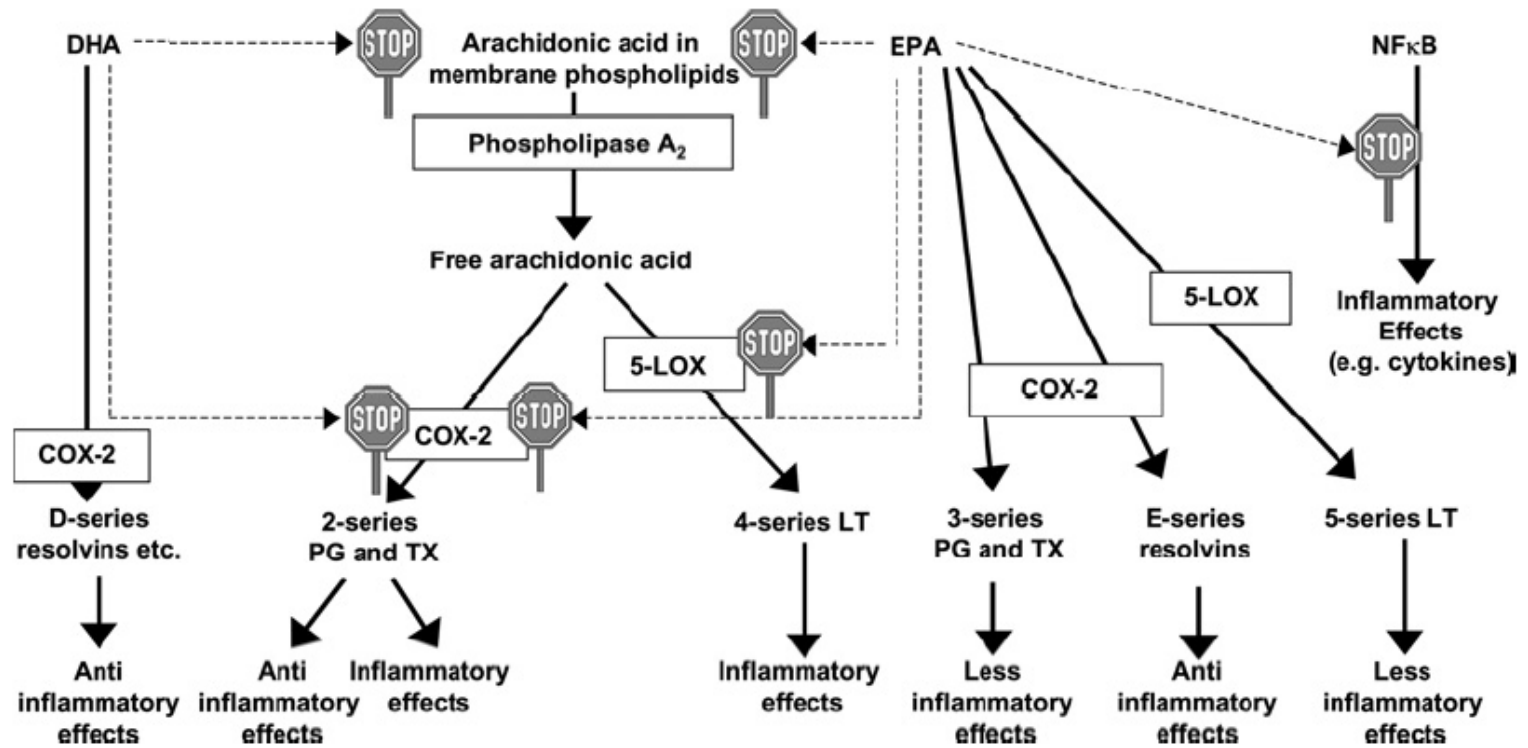 DHA
STOP
Arachidonic acid in
membrane phospholipids
STOP
EPA
NFκB
STOP
Phospholipase A2
Free arachidonic acid
5-LOX
Inflammatory
Effects
(e.g. cytokines)
STOP
5-LOX
COX-2
STOP
COX-2
STOP
COX-2
D-series
resolvins etc.
2-series
PG and TX
4-series LT
3-series
PG and TX
E-series
resolvins
5-series LT
Anti
inflammatory
effects
Anti
inflammatory
effects
Inflammatory
effects
Inflammatory
effects
Less
inflammatory
effects
Anti
inflammatory
effects
Less
inflammatory
effects